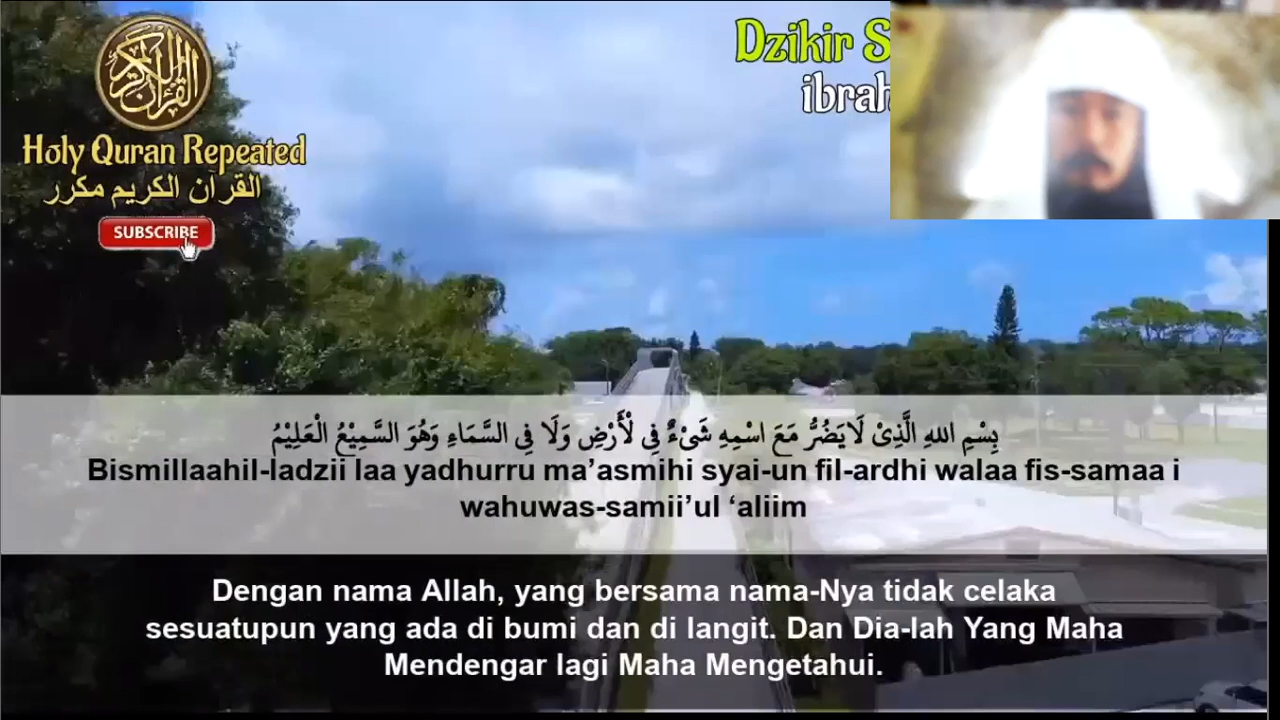 Holy Quran Repeated
القرآن الكريم مكرر
SUBSCRIBE
Dzikir
ibrah
بِسْمِ اللهِ الَّذِىْ لَايَضُرُّ مَعَ اسْمِهِ شَىْءٌ فِى لْأَرْضِ وَلَا فِى السَّمَاءِ وَهُوَ السَّمِيْعُ الْعَلِيْمُ
Bismillaahil-ladzii laa yadhurru ma’asmihi syai-un fil-ardhi walaa fis-samaa i
wahuwas-samii’ul ‘aliim
Dengan nama Allah, yang bersama nama-Nya tidak celaka
sesuatupun yang ada di bumi dan di langit. Dan Dia-lah Yang Maha
Mendengar lagi Maha Mengetahui.